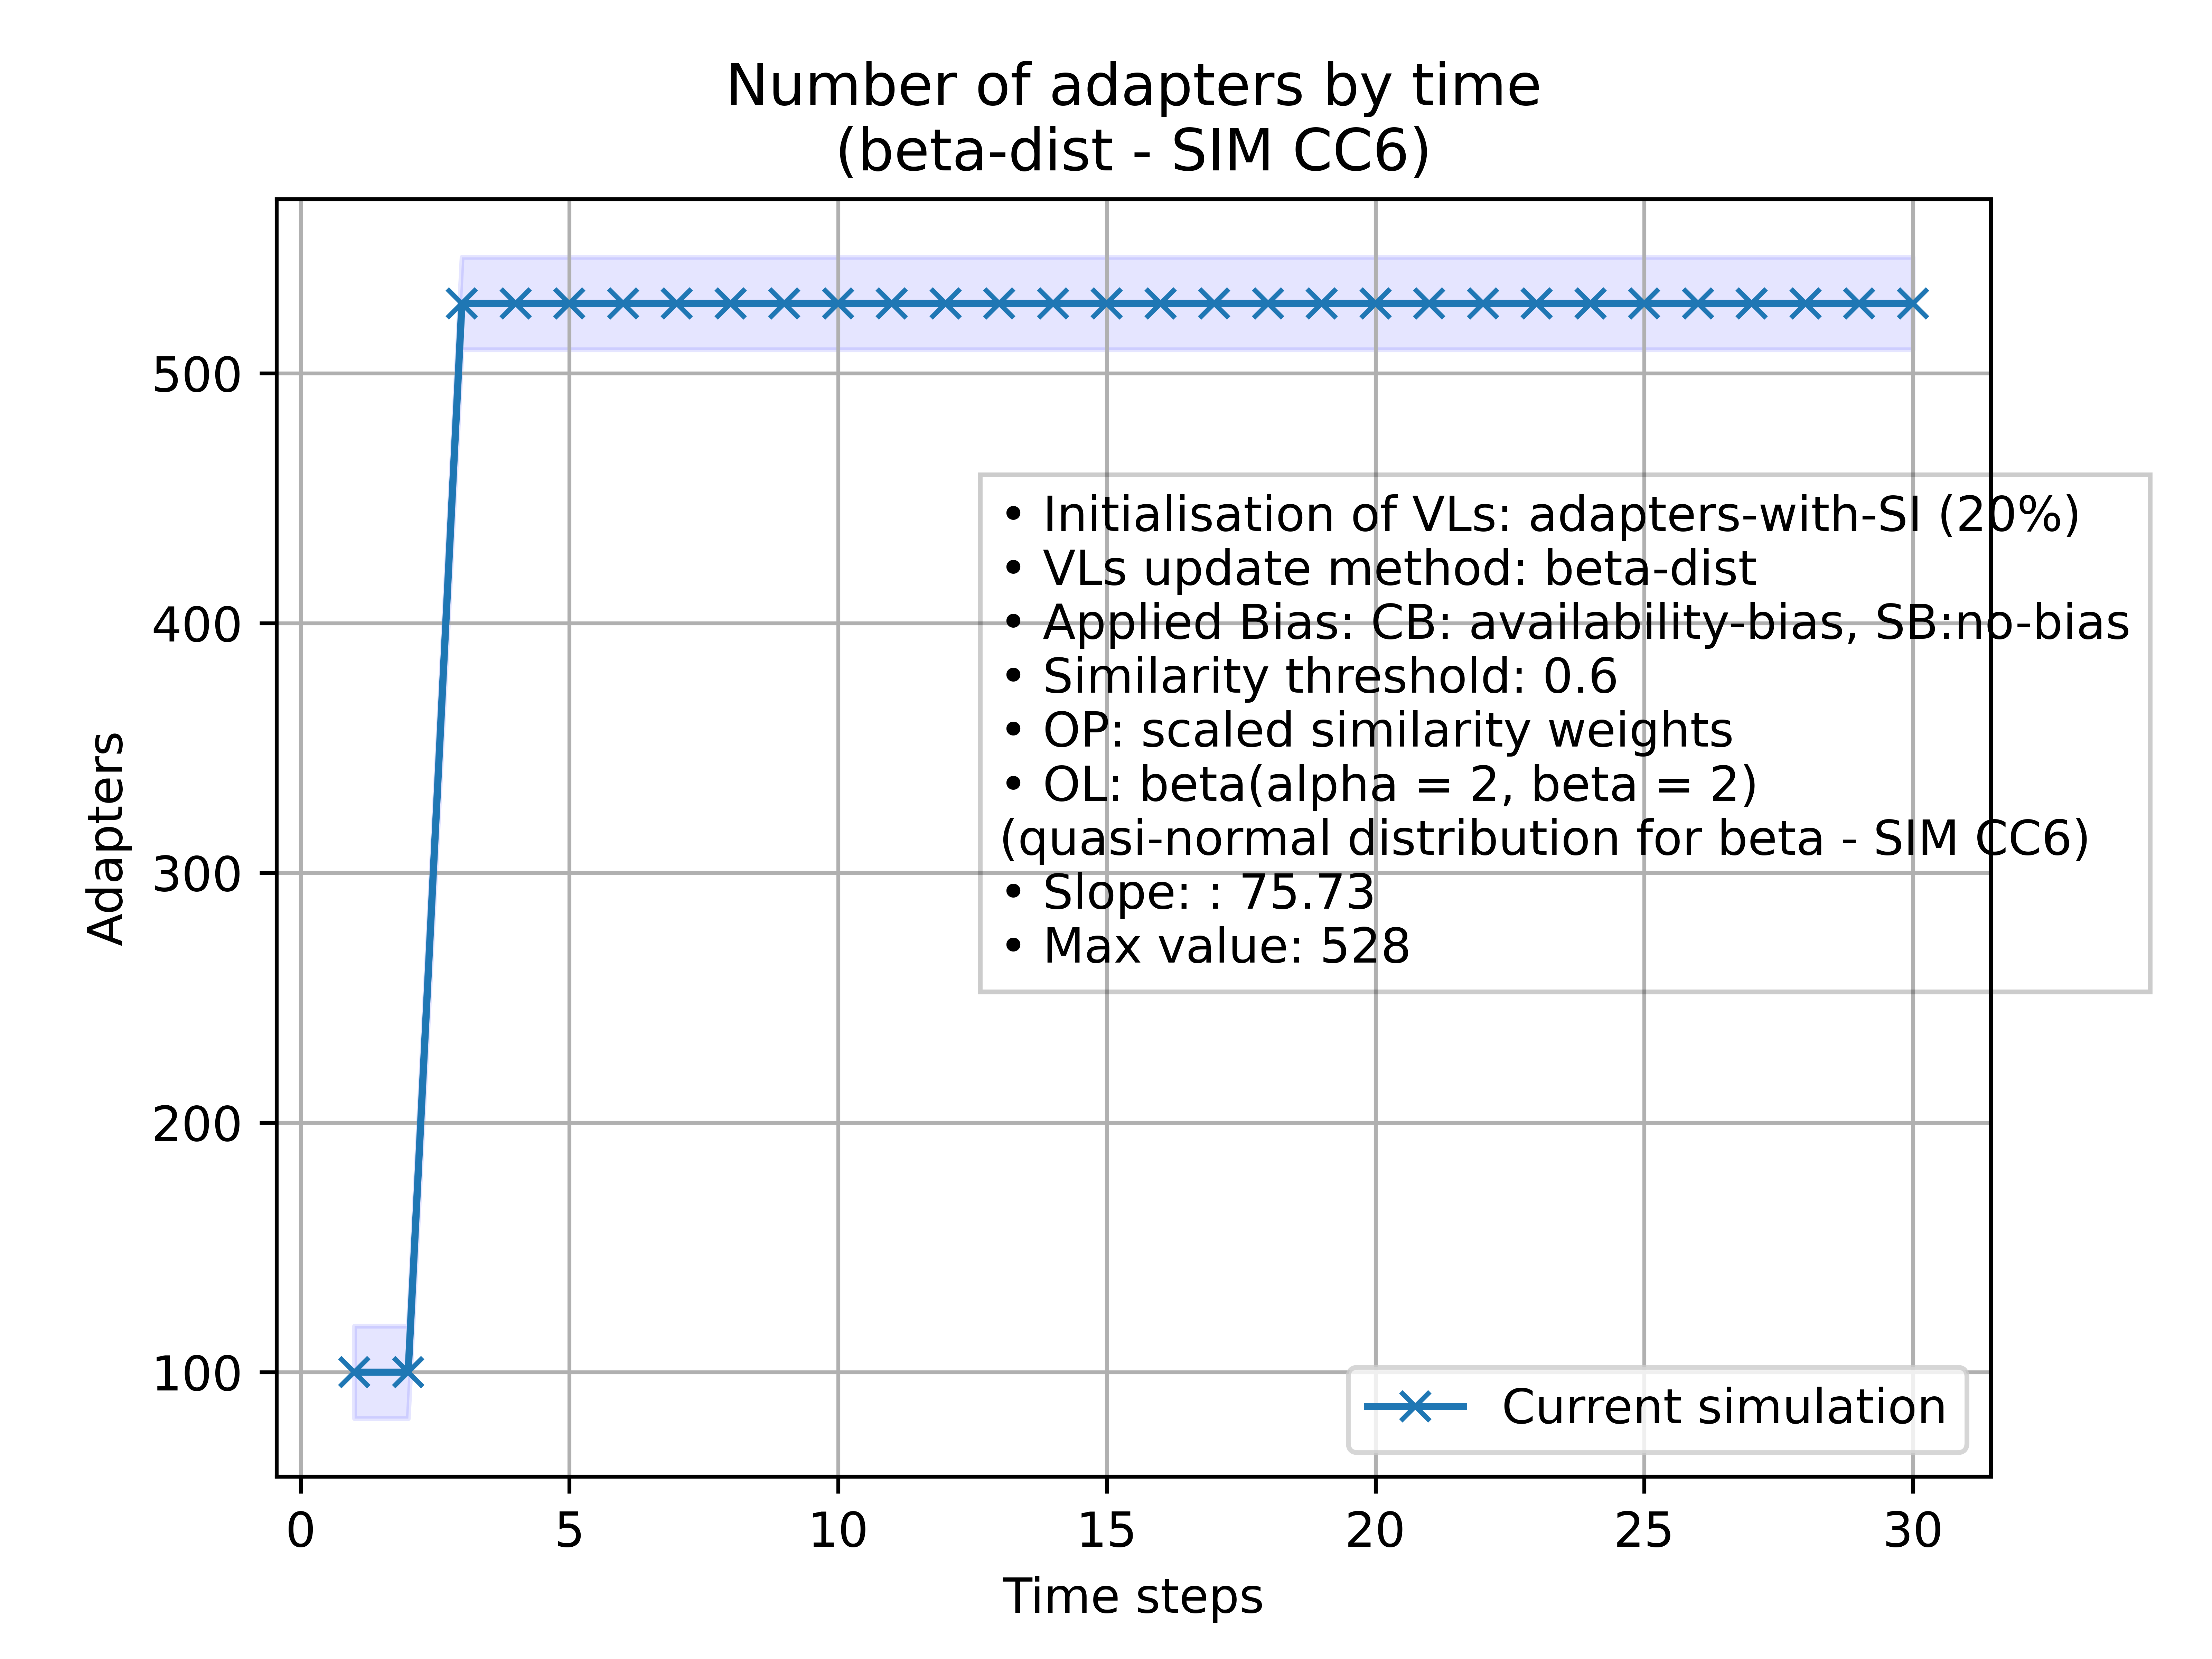 Number of adapters by time
(beta-dist - SIM CC6)
500
400
300
200
100
Adapters
• Initialisation of VLs: adapters-with-SI (20%)
• VLs update method: beta-dist
• Applied Bias: CB: availability-bias, SB:no-bias
• Similarity threshold: 0.6
• OP: scaled similarity weights
• OL: beta(alpha = 2, beta = 2)
(quasi-normal distribution for beta - SIM CC6)
• Slope: : 75.73
• Max value: 528
Current simulation
0 5 10 15 20 25 30
Time steps